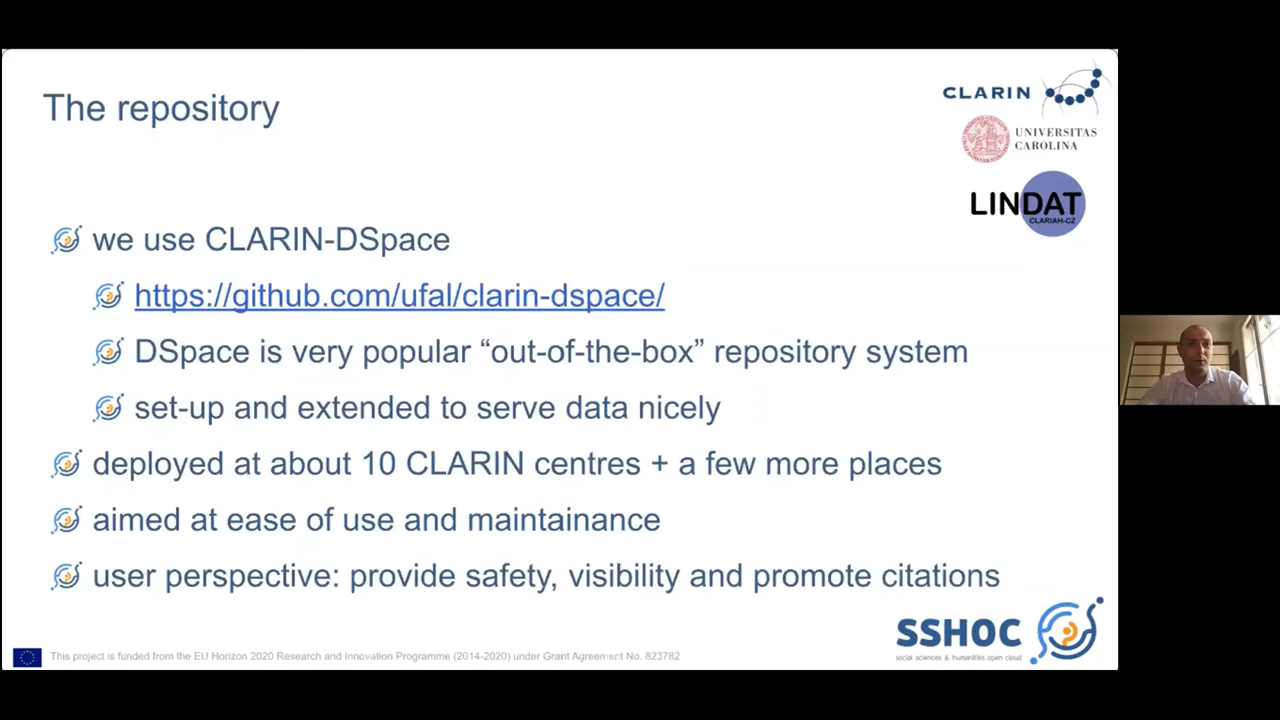 The repository
CLARIN
UNIVERSITAS
CAROLINA
LINDAT
CLARIAH-CZ
we use CLARIN-DSpace
https://github.com/ufal/clarin-dspace/
DSpace is very popular “out-of-the-box” repository system
set-up and extended to serve data nicely
deployed at about 10 CLARIN centres + a few more places
aimed at ease of use and maintainance
user perspective: provide safety, visibility and promote citations
SSHOC
social sciences & humanities open cloud
This project is funded from the EU Horizon 2020 Research and Innovation Programme (2014-2020) under Grant Agreement No. 823782